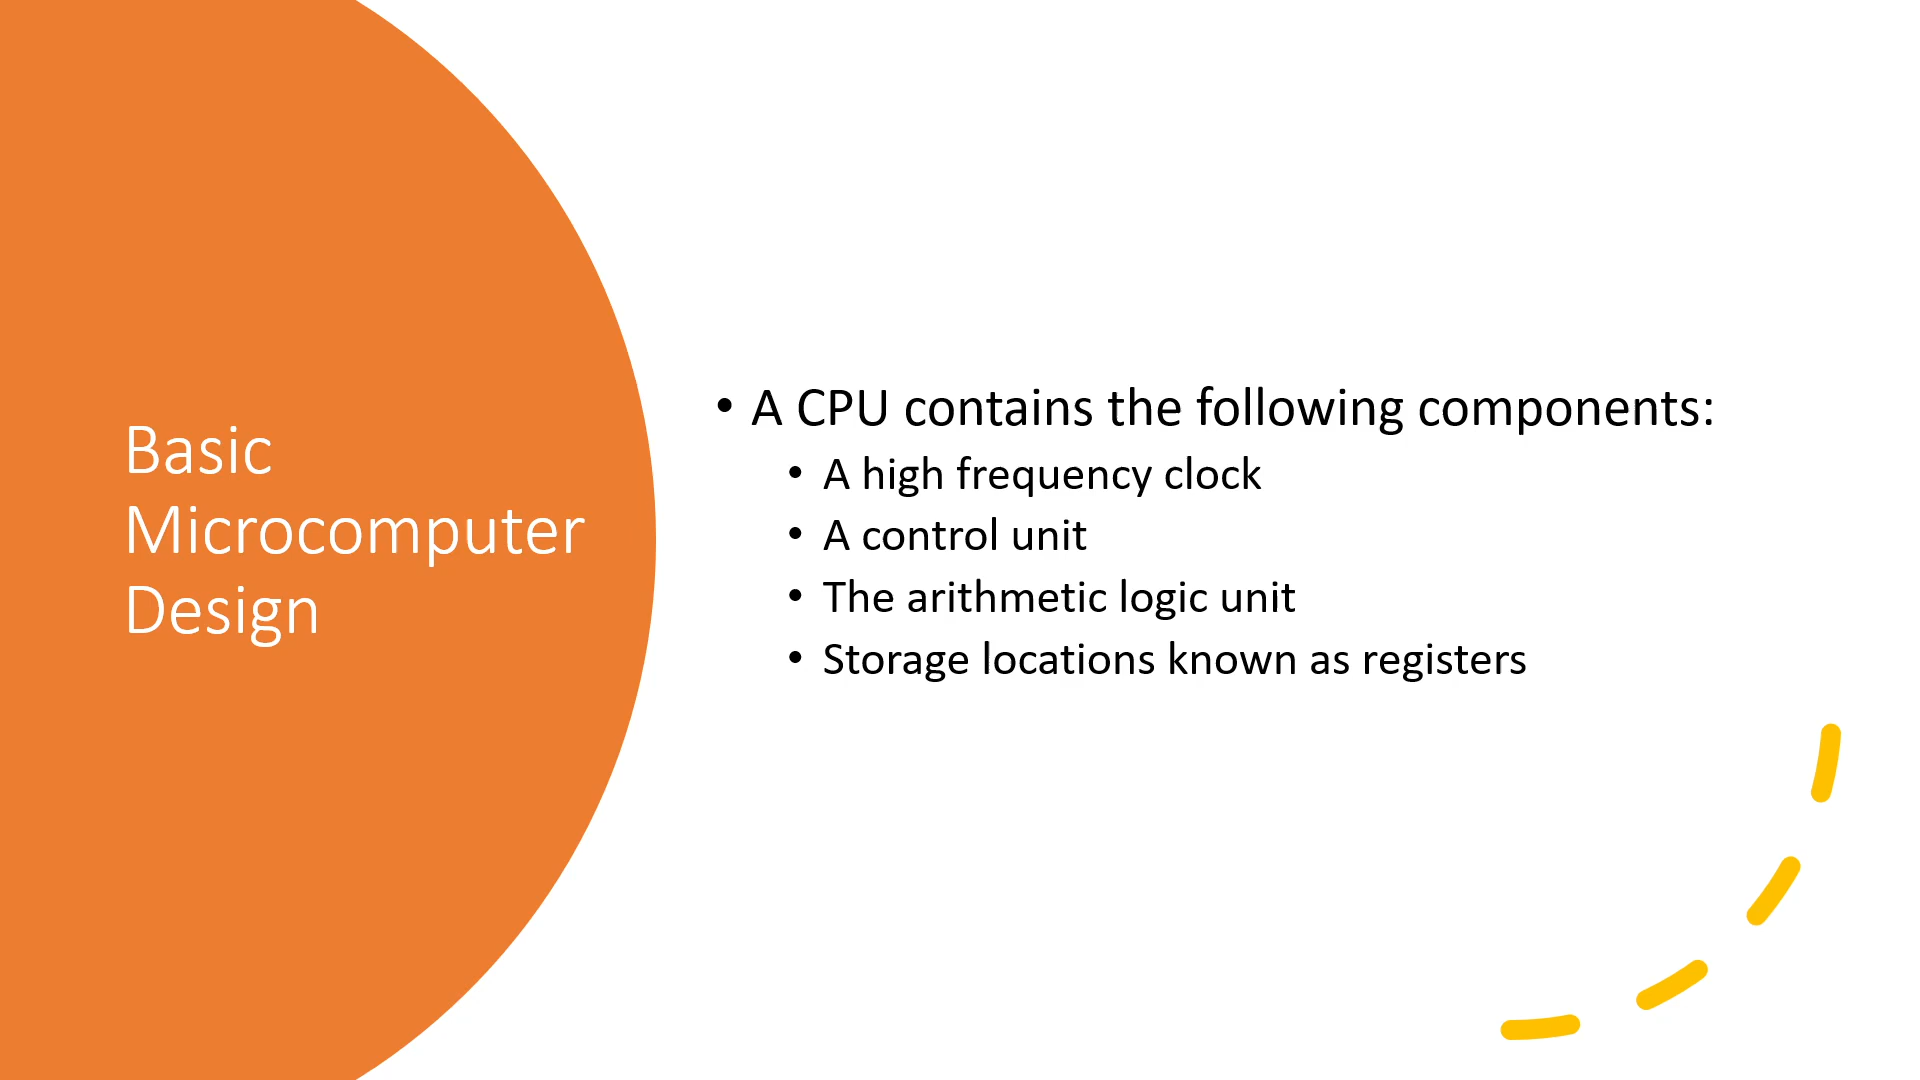 Basic
Microcomputer
Design
• A CPU contains the following components:
• A high frequency clock
• A control unit
• The arithmetic logic unit
• Storage locations known as registers